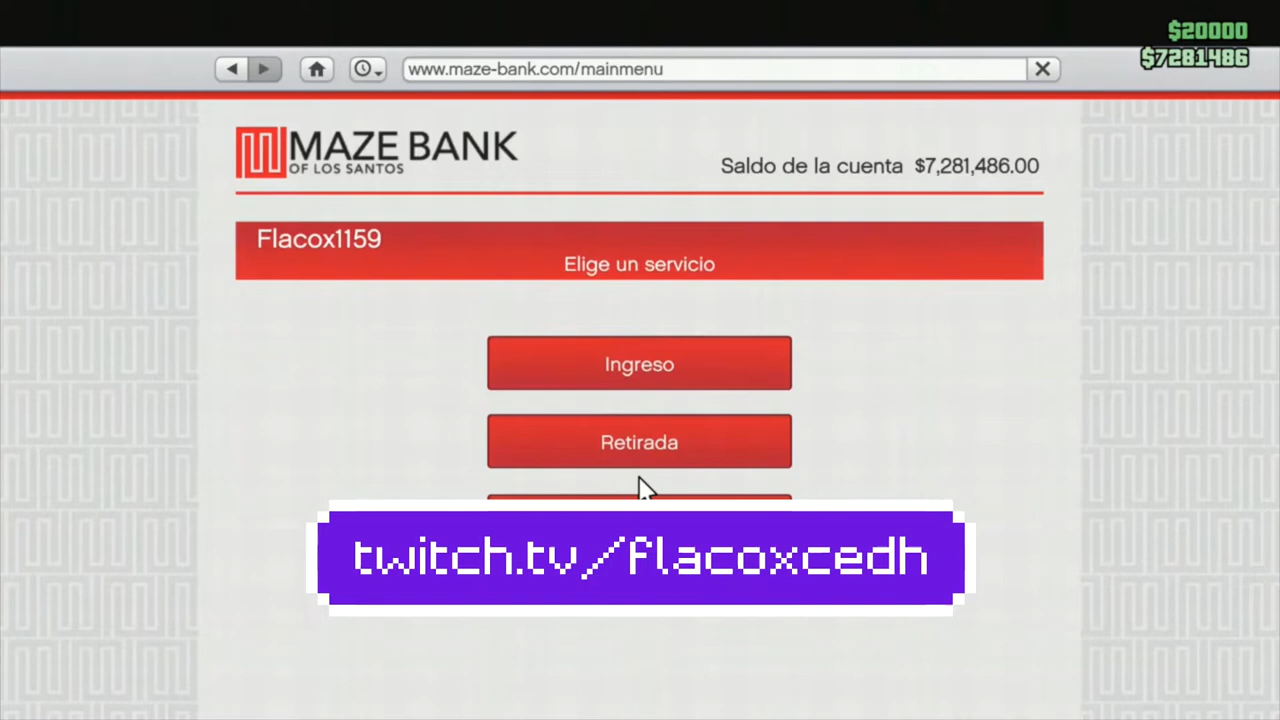 $20000
$7281486
www.maze-bank.com/mainmenu
MAZE BANK
OF LOS SANTOS
Saldo de la cuenta $7,281,486.00
Flacox1159
Elige un servicio
Ingreso
Retirada
twitch.tv/flacoxcedh